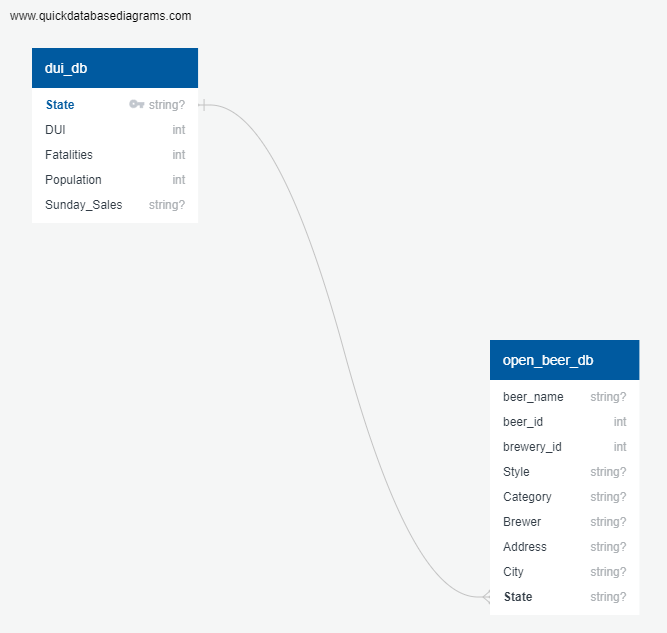 www.quickdatabasediagrams.com
dui_db
State string?
DUI int
Fatalities int
Population int
Sunday_Sales string?
open_beer_db
beer_name string?
beer_id int
brewery_id int
Style string?
Category string?
Brewer string?
Address string?
City string?
State string?